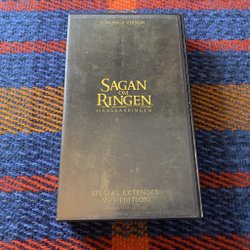 SAGAN
OM
RINGEN
HÄRSKARRINGEN
SPECIAL EXTENDED
VHS EDITION